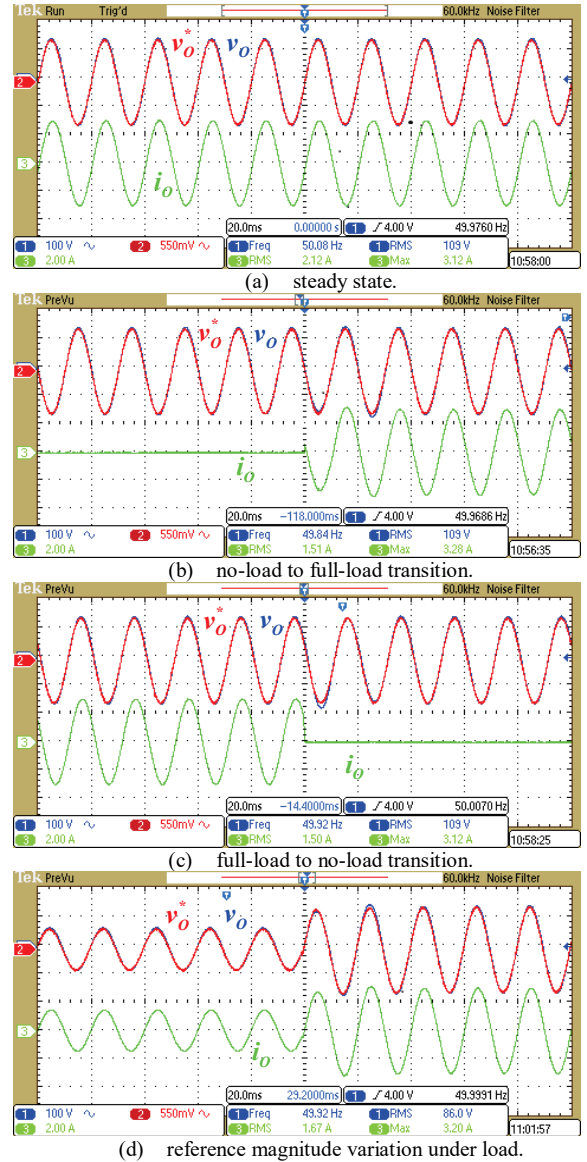 Tek Run Trig'd 60.0kHz Noise Filter
v*O vO
2
3
iO
20.0ms 0.00000 s 1 ∫ 4.00 V 49.9760 Hz
1 100 V 2 550mV 1 Freq 50.08 Hz 1 RMS 109 V
3 2.00 A 3 RMS 2.12 A 3 Max 3.12 A 10:58:00
(a) steady state.
Tek PreVu 60.0kHz Noise Filter
v*O vO
2
3
iO
20.0ms −118.000ms 1 ∫ 4.00 V 49.9686 Hz
1 100 V 2 550mV 1 Freq 49.84 Hz 1 RMS 109 V
3 2.00 A 3 RMS 1.51 A 3 Max 3.28 A 10:56:35
(b) no-load to full-load transition.
Tek PreVu 60.0kHz Noise Filter
v*O vO
2
3
iO
20.0ms −14.4000ms 1 ∫ 4.00 V 50.0070 Hz
1 100 V 2 550mV 1 Freq 49.92 Hz 1 RMS 109 V
3 2.00 A 3 RMS 1.50 A 3 Max 3.12 A 10:58:25
(c) full-load to no-load transition.
Tek PreVu 60.0kHz Noise Filter
v*O vO
2
3
iO
20.0ms 29.2000ms 1 ∫ 4.00 V 49.9991 Hz
1 100 V 2 550mV 1 Freq 49.92 Hz 1 RMS 86.0 V
3 2.00 A 3 RMS 1.67 A 3 Max 3.20 A 11:01:57
(d) reference magnitude variation under load.